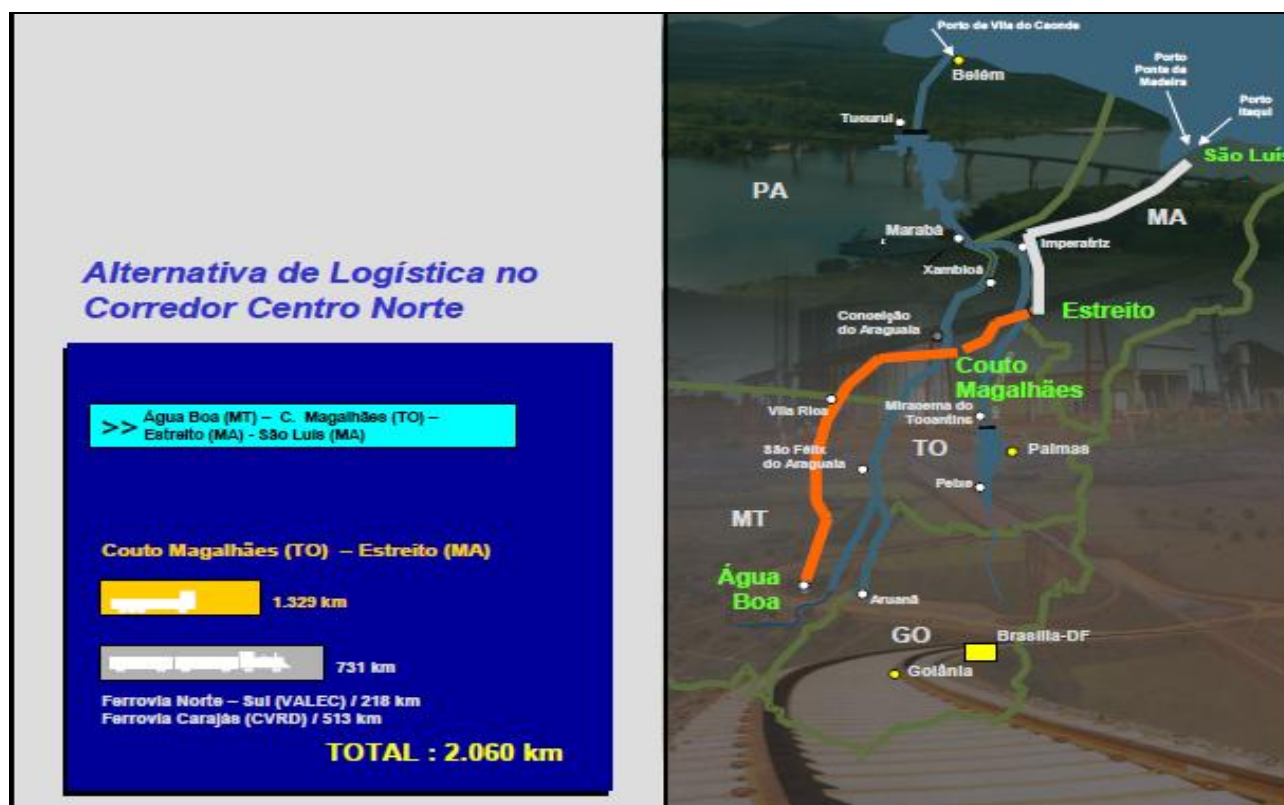 Alternativa de Logística no
Corredor Centro Norte
>> Água Boa (MT) – C. Magalhães (TO) –
Estreito (MA) - São Luis (MA)
Couto Magalhães (TO) – Estreito (MA)
1.329 km
731 km
Ferrovia Norte – Sul (VALEC) / 218 km
Ferrovia Carajás (CVRD) / 513 km
TOTAL : 2.060 km
Porto de Vila do Caonde
Belém
Porto
Ponte de
Madeira
Porto
Itaqui
Tucuruí
São Luís
PA
MA
Marabá
Imperatriz
Xambioá
Estreito
Conceição
do Araguaia
Couto
Magalhães
Vila Rica
Miracema do
Tocantins
São Félix
do Araguaia
TO
Palmas
Peixe
MT
Água
Boa
Aruanã
GO
Brasília-DF
Goiânia